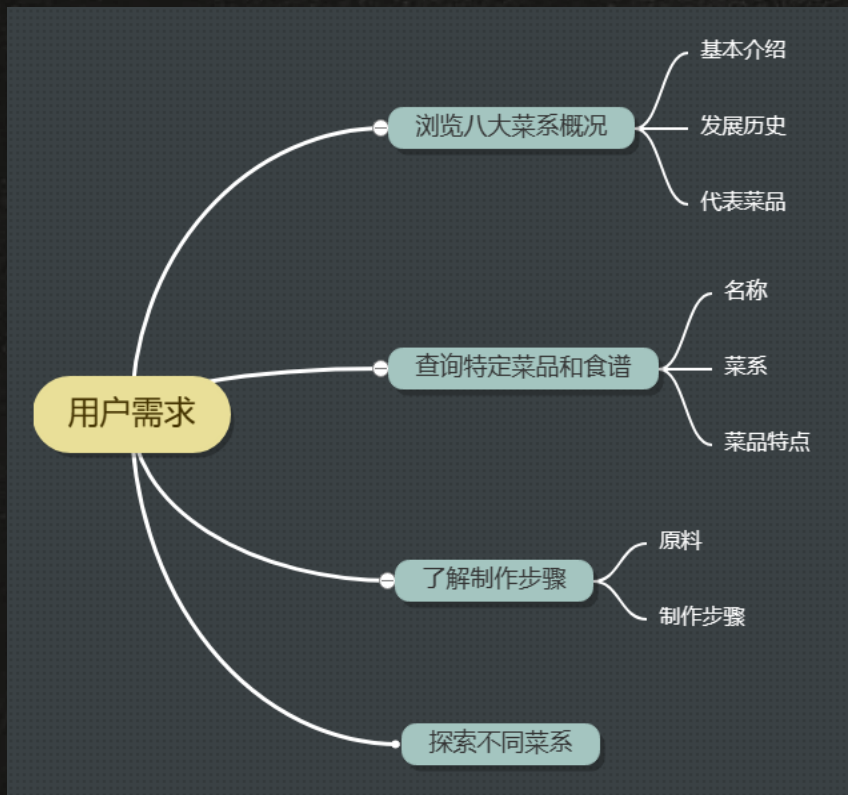 用户需求
浏览八大菜系概况
基本介绍
发展历史
代表菜品
查询特定菜品和食谱
名称
菜系
菜品特点
了解制作步骤
原料
制作步骤
探索不同菜系